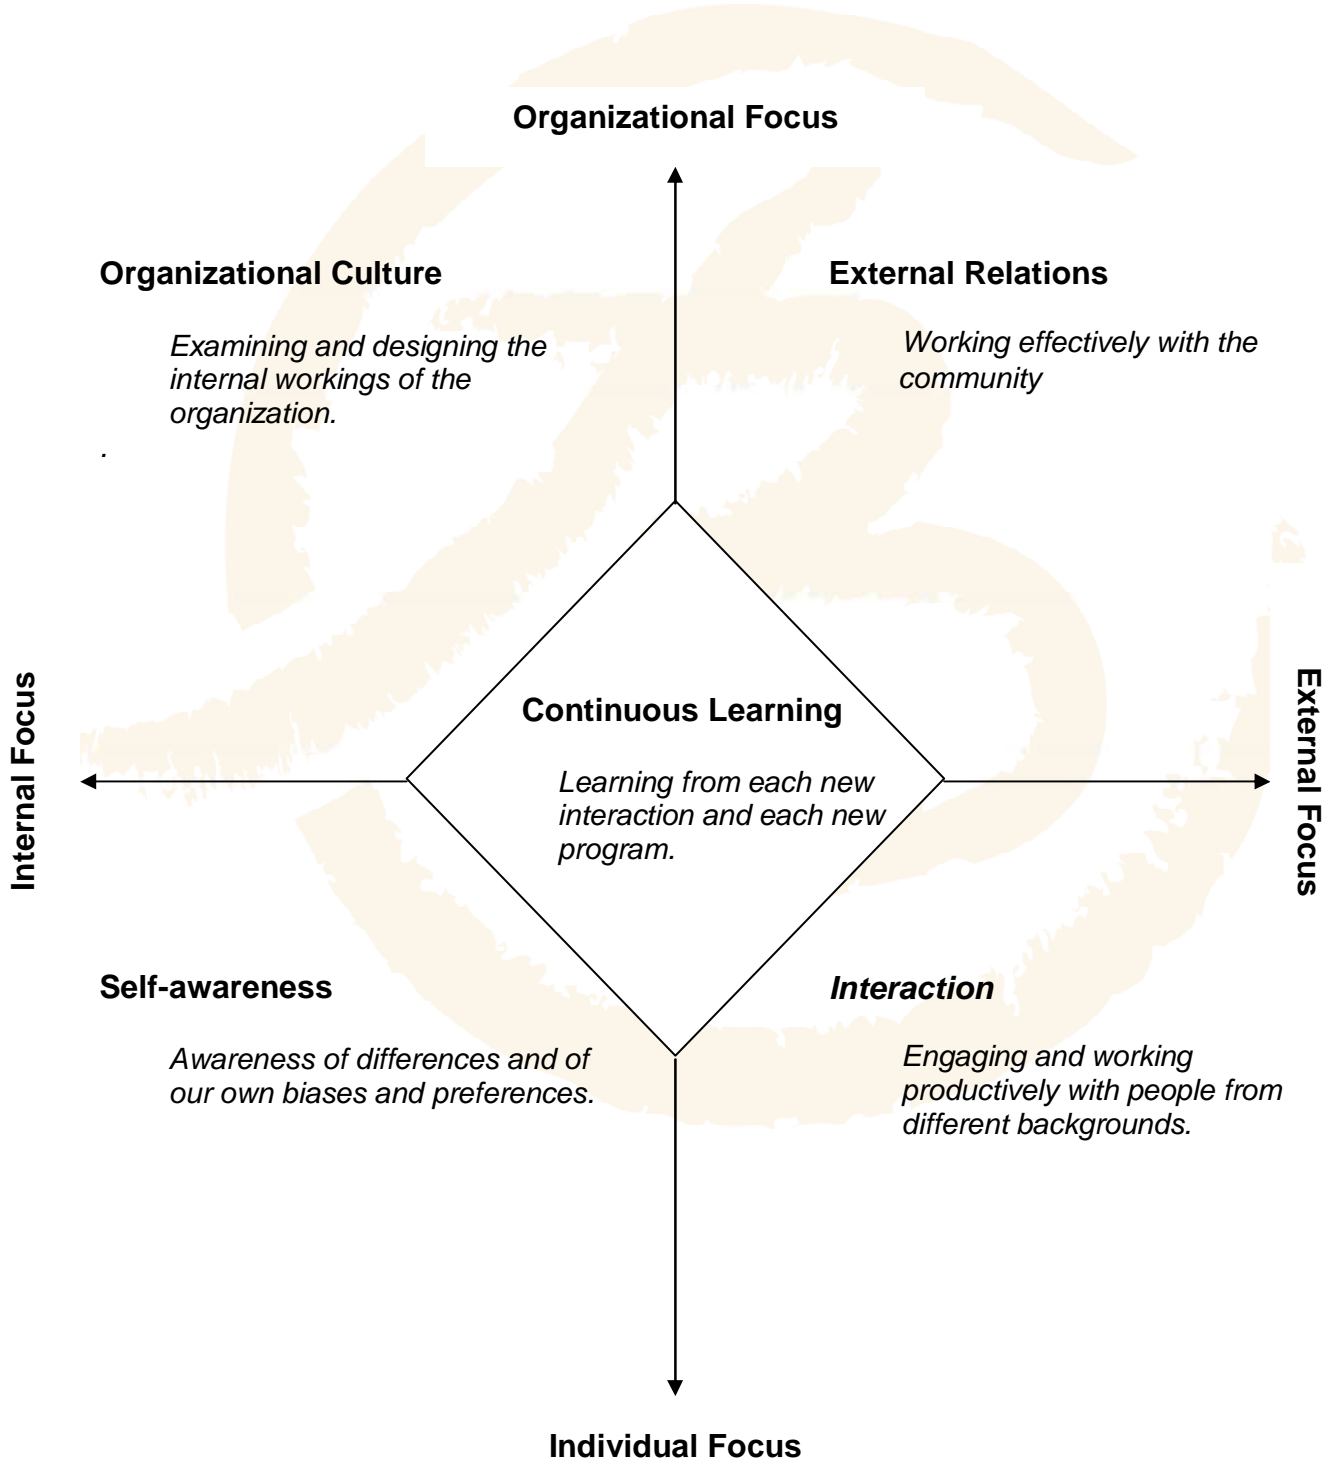 Organizational Focus
Organizational Culture
Examining and designing the
internal workings of the
organization.
.
External Relations
Working effectively with the
community
Internal Focus
Continuous Learning
Learning from each new
interaction and each new
program.
External Focus
Self-awareness
Awareness of differences and of
our own biases and preferences.
Interaction
Engaging and working
productively with people from
different backgrounds.
Individual Focus